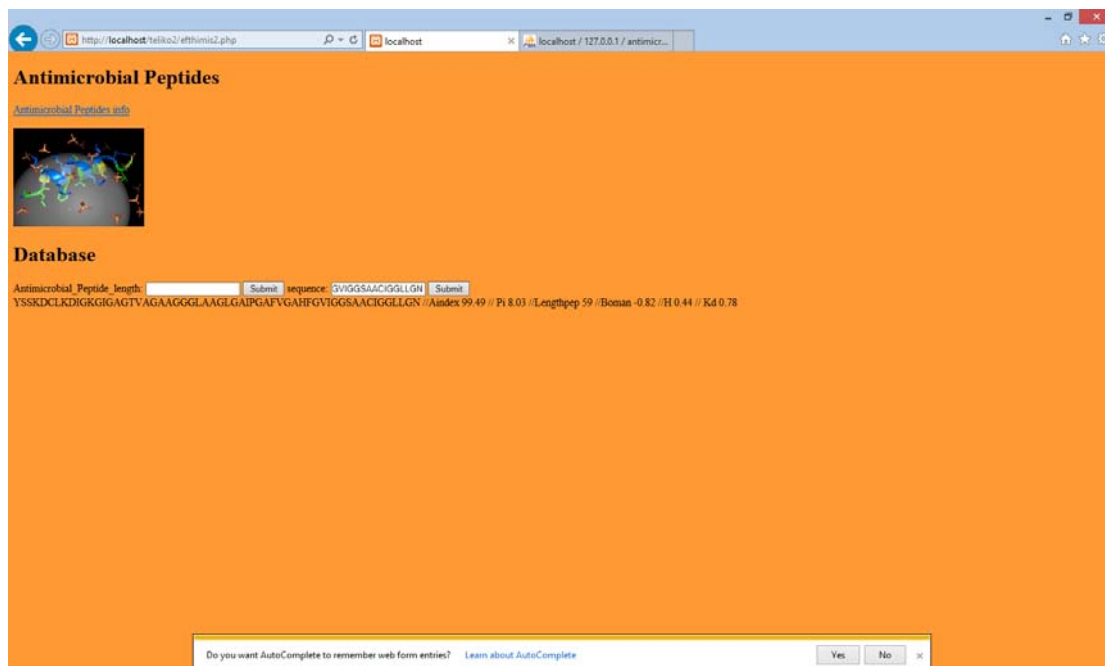 http://localhost/teliko2/efthimis2.php
localhost
localhost / 127.0.0.1 / antimicr...
Antimicrobial Peptides
Antimicrobial Peptides info
Database
Antimicrobial_Peptide_length: Submit sequence: GVIGGSAACIGGLLGN Submit
YSSKDCLKDIGKGIGAGTVAGAAGGGLAAGLGAIPGAFVGAHFGVIGGSAACIGGLLGN //Aindex 99.49 // Pi 8.03 //Lengthpep 59 //Boman -0.82 //H 0.44 // Kd 0.78
Do you want AutoComplete to remember web form entries? Learn about AutoComplete Yes No